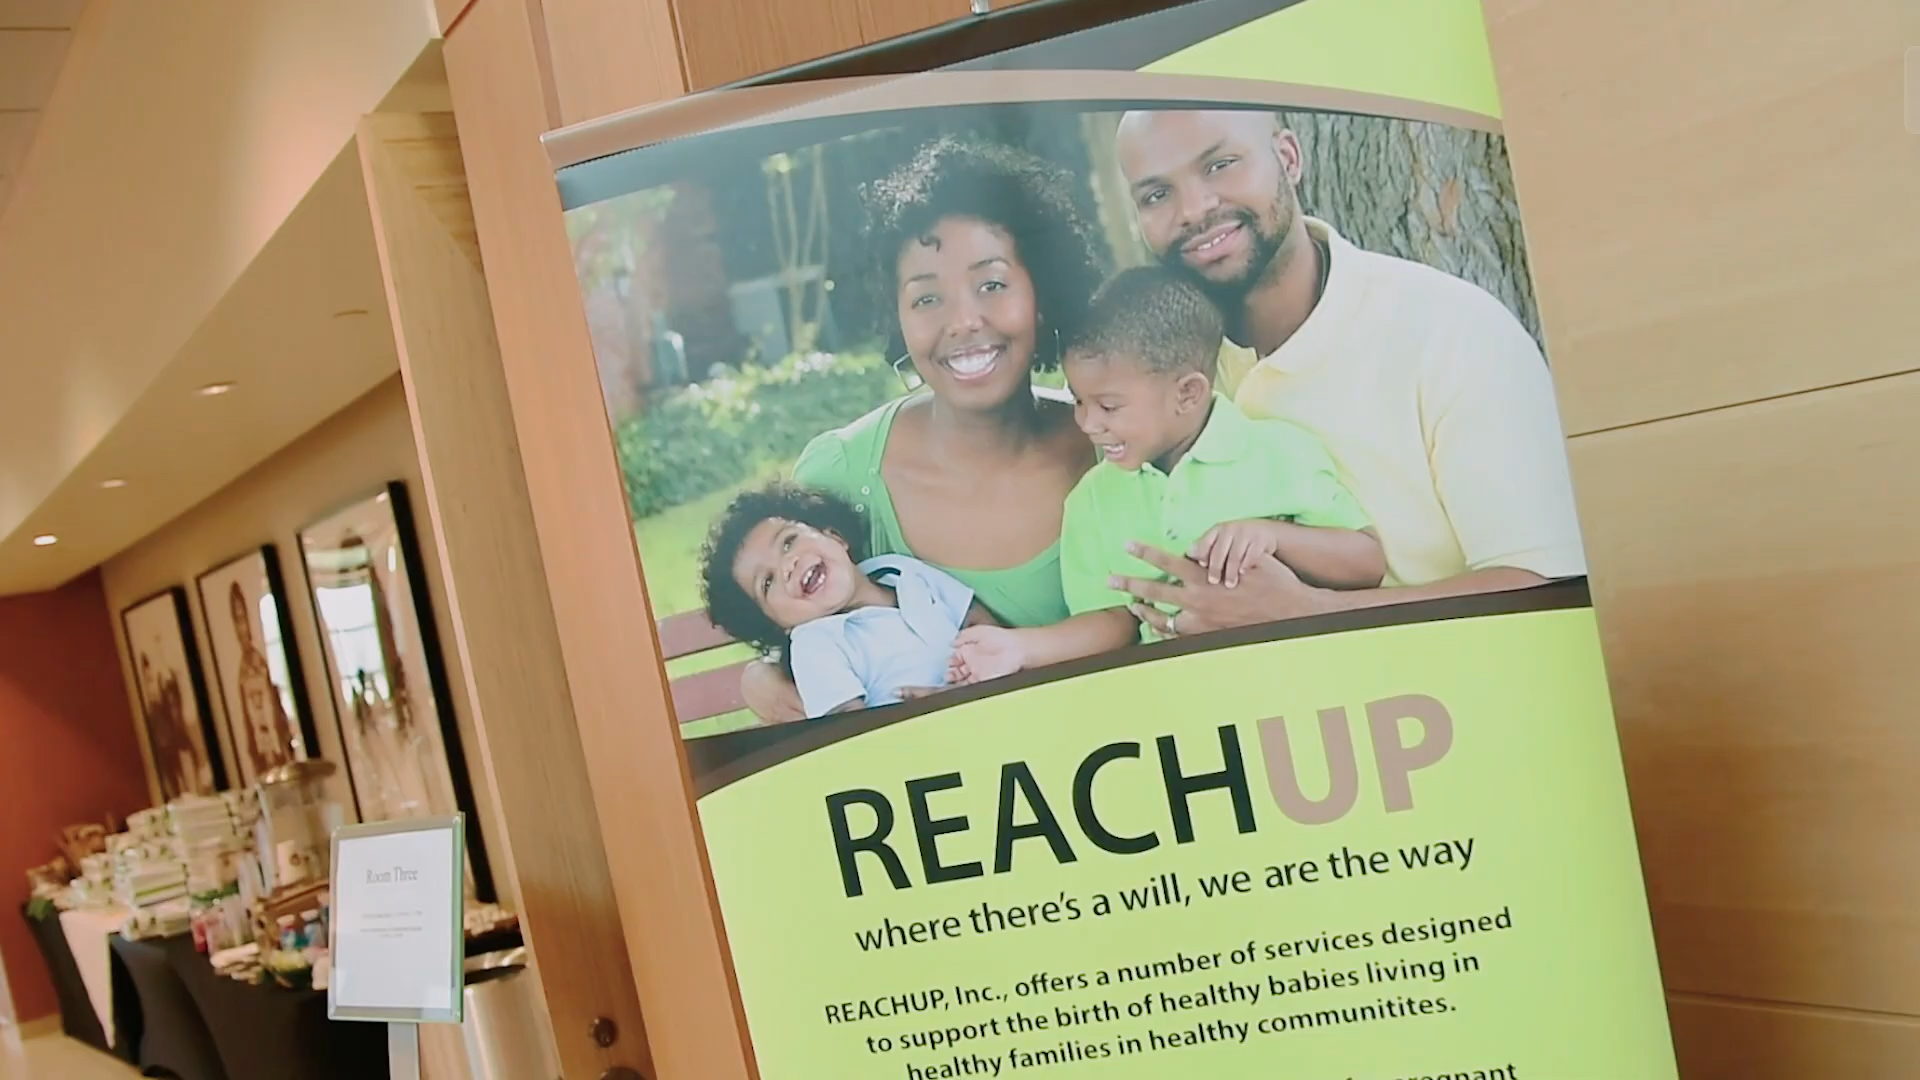 REACHUP
where there's a will, we are the way
REACHUP, Inc., offers a number of services designed
to support the birth of healthy babies living in
healthy families in healthy communitites.
pregnant
Room Three